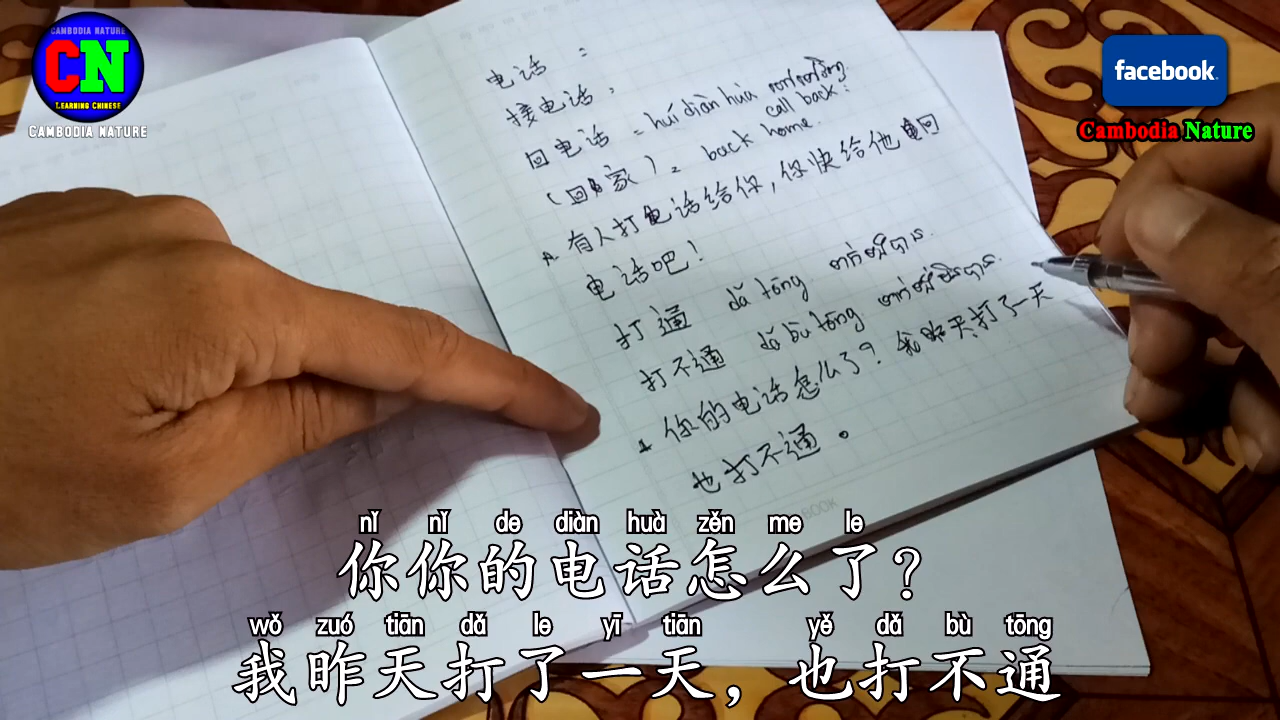 CAMBODIA NATURE
CN
LEARNING CHINESE
CAMBODIA NATURE
facebook
Cambodia Nature
电话：
接电话，
回电话 = huí diàn huà
call back.
(回家). back home.
A. 有人打电话给你, 你快给他回
电话吧!
打通 dǎ tōng
打不通 dǎ bù tōng
你的电话怎么了? 我昨天打了一天
也打不通。
BOOK
nǐ nǐ de diàn huà zěn me le
你你的电话怎么了?
wǒ zuó tiān dǎ le yī tiān yě dǎ bù tōng
我昨天打了一天，也打不通